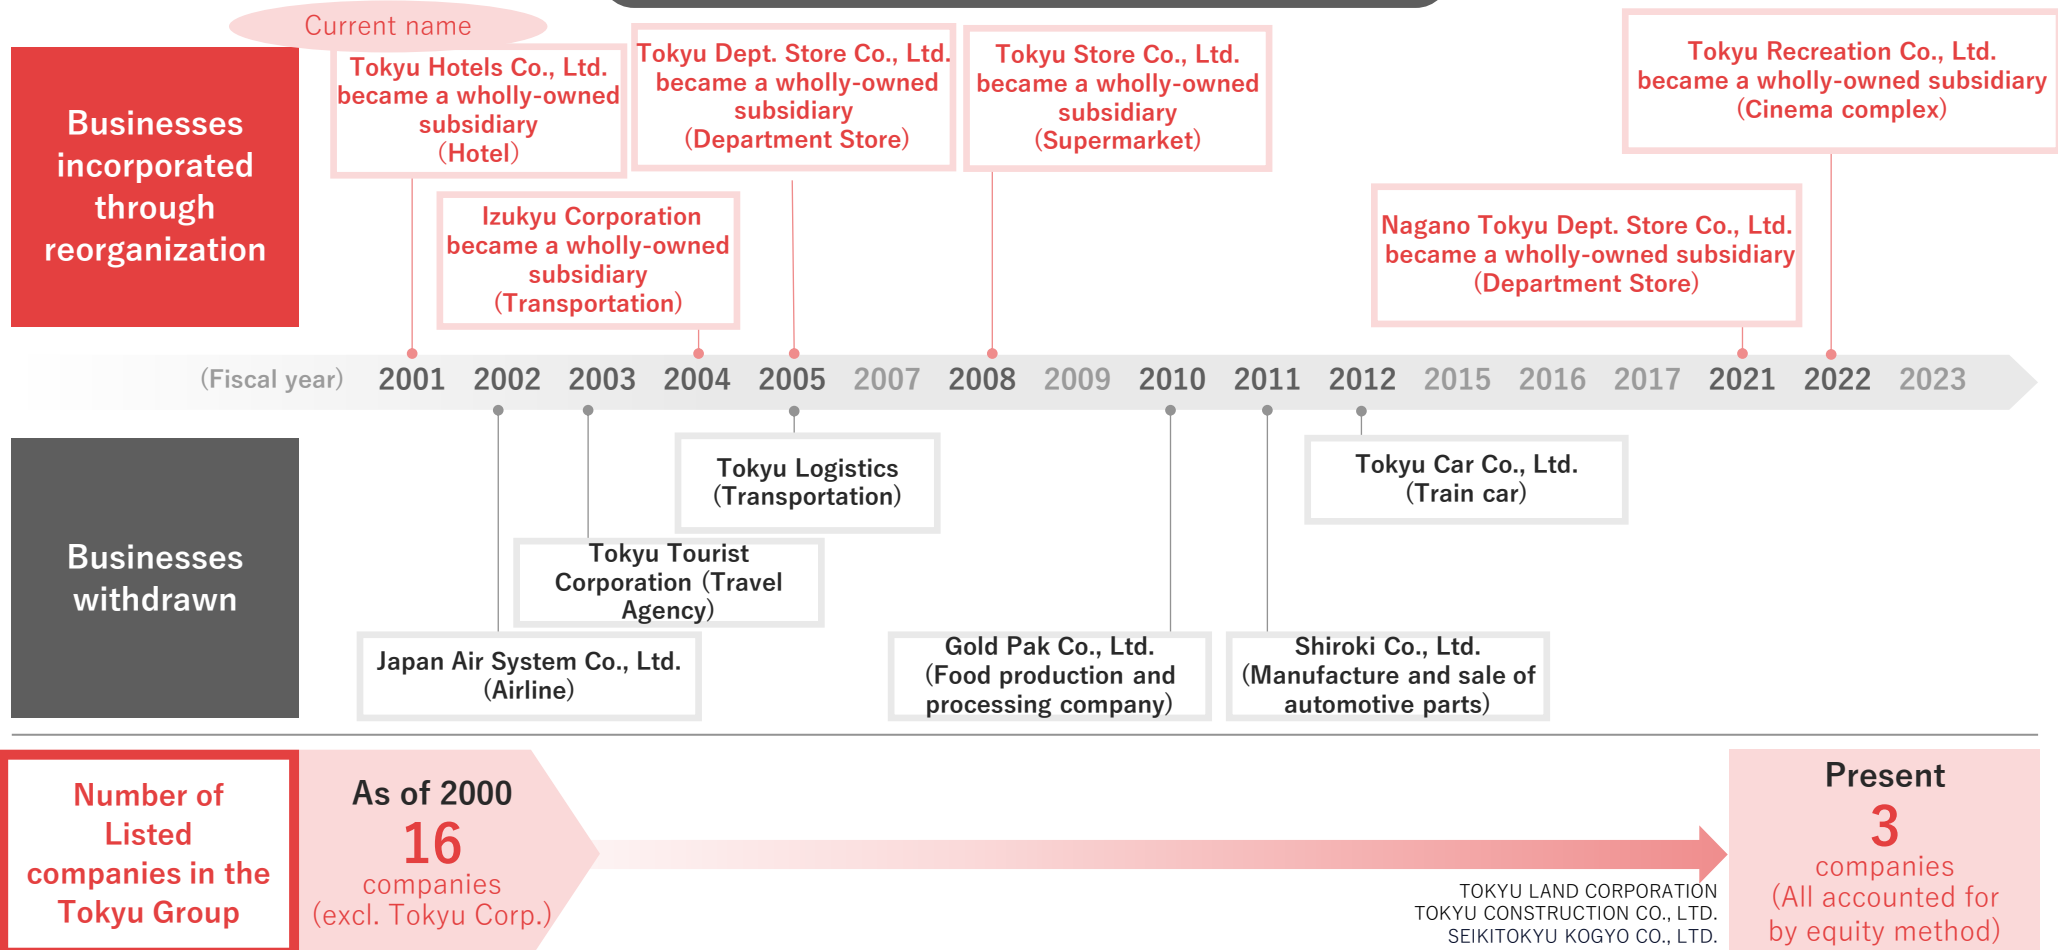 Current name
Businesses
incorporated
through
reorganization
Tokyu Hotels Co., Ltd.
became a wholly-owned
subsidiary
(Hotel)
Tokyu Dept. Store Co., Ltd.
became a wholly-owned
subsidiary
(Department Store)
Tokyu Store Co., Ltd.
became a wholly-owned
subsidiary
(Supermarket)
Tokyu Recreation Co., Ltd.
became a wholly-owned subsidiary
(Cinema complex)
Izukyu Corporation
became a wholly-owned
subsidiary
(Transportation)
Nagano Tokyu Dept. Store Co., Ltd.
became a wholly-owned subsidiary
(Department Store)
(Fiscal year) 2001 2002 2003 2004 2005 2007 2008 2009 2010 2011 2012 2015 2016 2017 2021 2022 2023
Businesses
withdrawn
Tokyu Logistics
(Transportation)
Tokyu Car Co., Ltd.
(Train car)
Tokyu Tourist
Corporation (Travel
Agency)
Japan Air System Co., Ltd.
(Airline)
Gold Pak Co., Ltd.
(Food production and
processing company)
Shiroki Co., Ltd.
(Manufacture and sale of
automotive parts)
Number of
Listed
companies in the
Tokyu Group
As of 2000
16
companies
(excl. Tokyu Corp.)
TOKYU LAND CORPORATION
TOKYU CONSTRUCTION CO., LTD.
SEIKITOKYU KOGYO CO., LTD.
Present
3
companies
(All accounted for
by equity method)